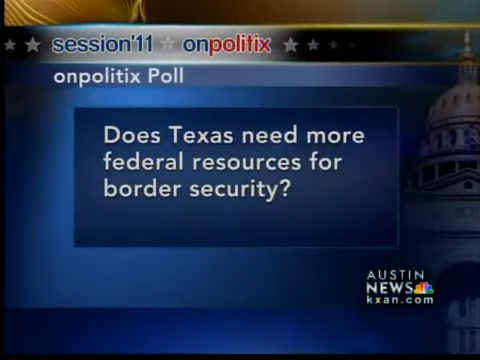 session'11 onpolitix
onpolitix Poll
Does Texas need more
federal resources for
border security?
AUSTIN
NEWS
kxan.com